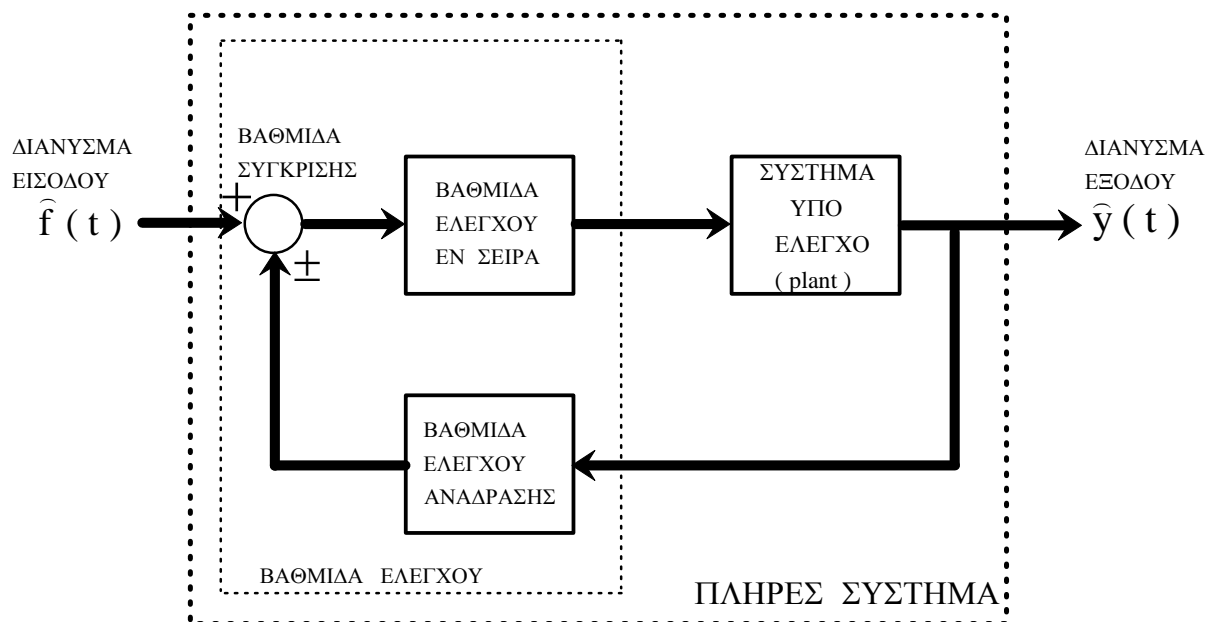 ΔΙΑΝΥΣΜΑ
ΕΙΣΟΔΟΥ
f̂ ( t )
ΒΑΘΜΙΔΑ
ΣΥΓΚΡΙΣΗΣ
+
±
ΒΑΘΜΙΔΑ
ΕΛΕΓΧΟΥ
ΕΝ ΣΕΙΡΑ
ΣΥΣΤΗΜΑ
ΥΠΟ
ΕΛΕΓΧΟ
( plant )
ΔΙΑΝΥΣΜΑ
ΕΞΟΔΟΥ
ŷ ( t )
ΒΑΘΜΙΔΑ
ΕΛΕΓΧΟΥ
ΑΝΑΔΡΑΣΗΣ
ΒΑΘΜΙΔΑ ΕΛΕΓΧΟΥ
ΠΛΗΡΕΣ ΣΥΣΤΗΜΑ